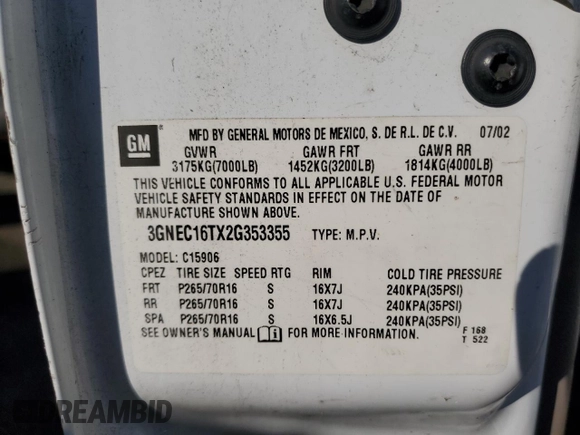 GM
MFD BY GENERAL MOTORS DE MEXICO, S. DE R.L. DE C.V. 07/02
GVWR GAWR FRT GAWR RR
3175KG(7000LB) 1452KG(3200LB) 1814KG(4000LB)
THIS VEHICLE CONFORMS TO ALL APPLICABLE U.S. FEDERAL MOTOR
VEHICLE SAFETY STANDARDS IN EFFECT ON THE DATE OF
MANUFACTURE SHOWN ABOVE.
3GNEC16TX2G353355 TYPE: M.P.V.
MODEL: C15906
CPEZ TIRE SIZE SPEED RTG RIM COLD TIRE PRESSURE
FRT P265/70R16 S 16X7J 240KPA(35PSI)
RR P265/70R16 S 16X7J 240KPA(35PSI)
SPA P265/70R16 S 16X6.5J 240KPA(35PSI)
SEE OWNER'S MANUAL FOR MORE INFORMATION. F 168
T 522
DREAMBID